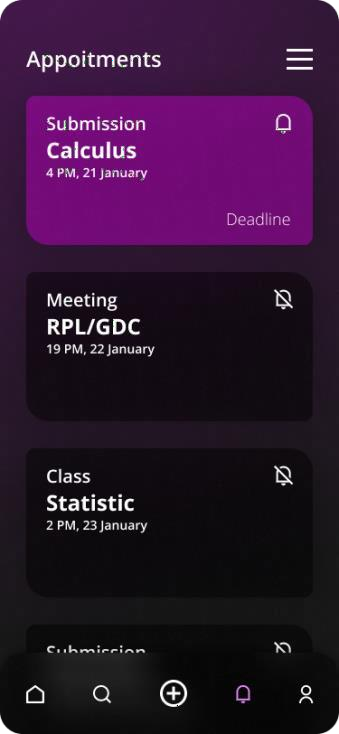 Appoitments
Submission
Calculus
4 PM, 21 January
Deadline
Meeting
RPL/GDC
19 PM, 22 January
Class
Statistic
2 PM, 23 January
Submission